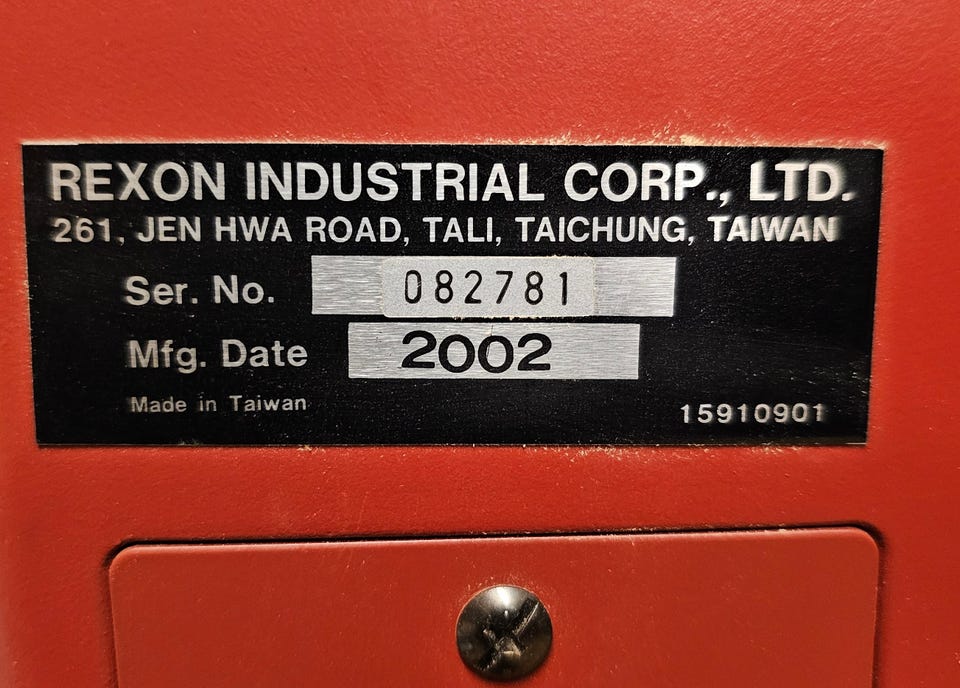 REXON INDUSTRIAL CORP., LTD.
261, JEN HWA ROAD, TALI, TAICHUNG, TAIWAN
Ser. No. 082781
Mfg. Date 2002
Made in Taiwan 15910901